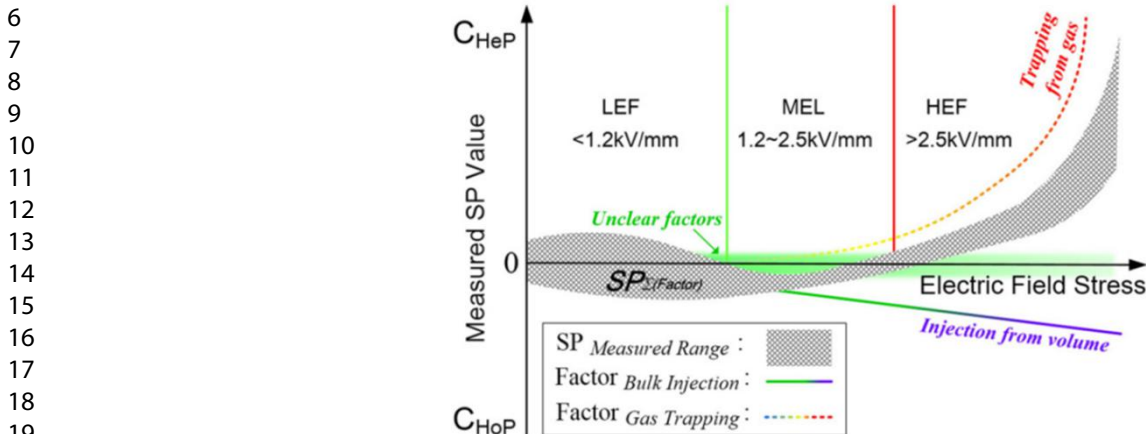 6
7
8
9
10
11
12
13
14
15
16
17
18
19
C_HeP
Measured SP Value
0
C_HoP
LEF
<1.2kV/mm
MEL
1.2~2.5kV/mm
HEF
>2.5kV/mm
Trapping
from gas
Unclear factors
SP Σ(Factor)
Electric Field Stress
Injection from volume
SP Measured Range :
Factor Bulk Injection :
Factor Gas Trapping :